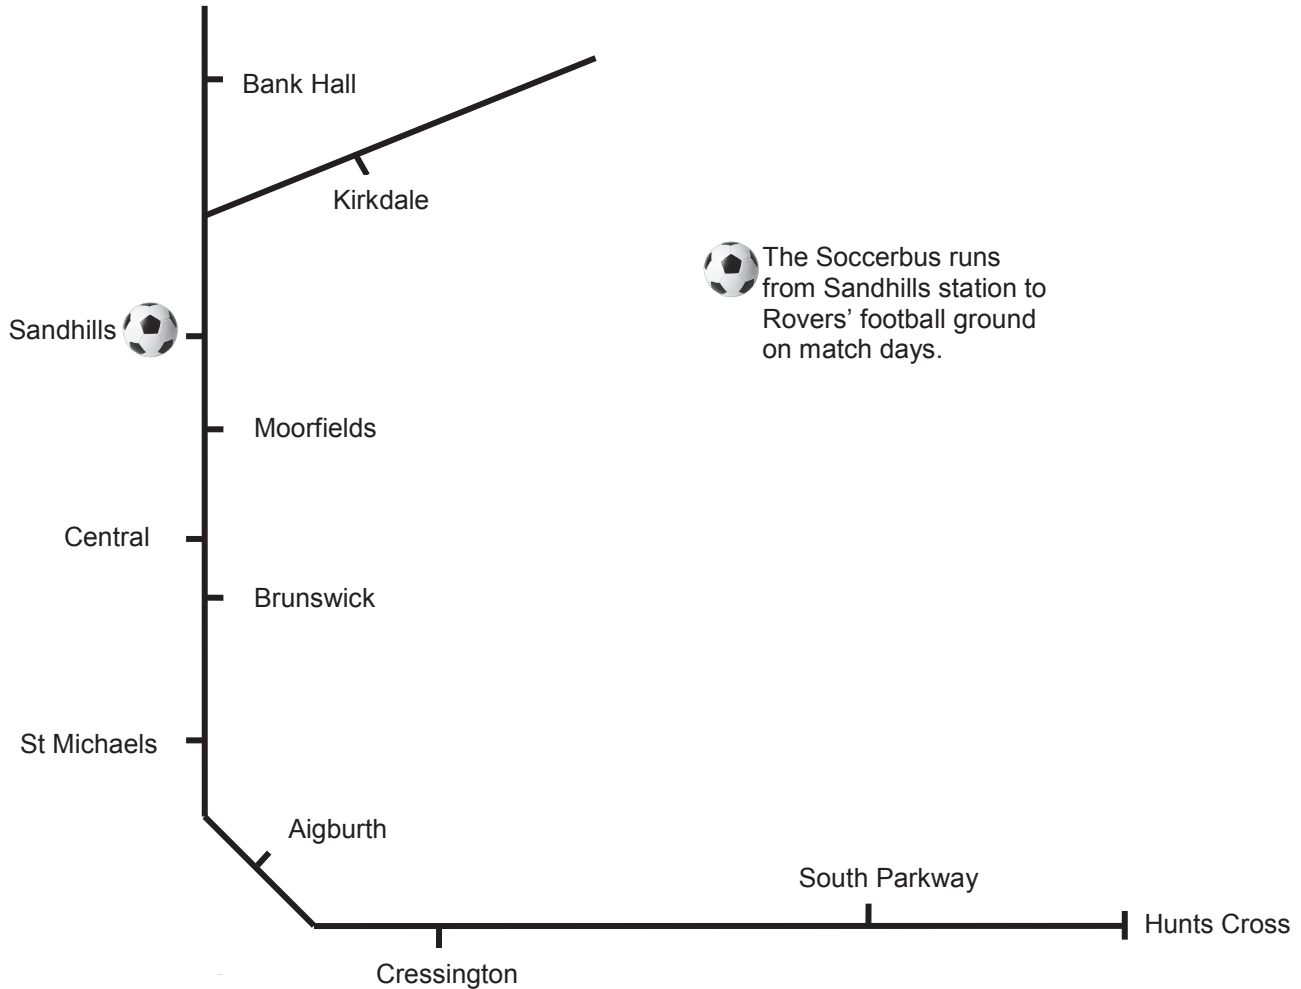 Bank Hall
Kirkdale
The Soccerbus runs
from Sandhills station to
Rovers’ football ground
on match days.
Sandhills
Moorfields
Central
Brunswick
St Michaels
Aigburth
South Parkway
Hunts Cross
Cressington